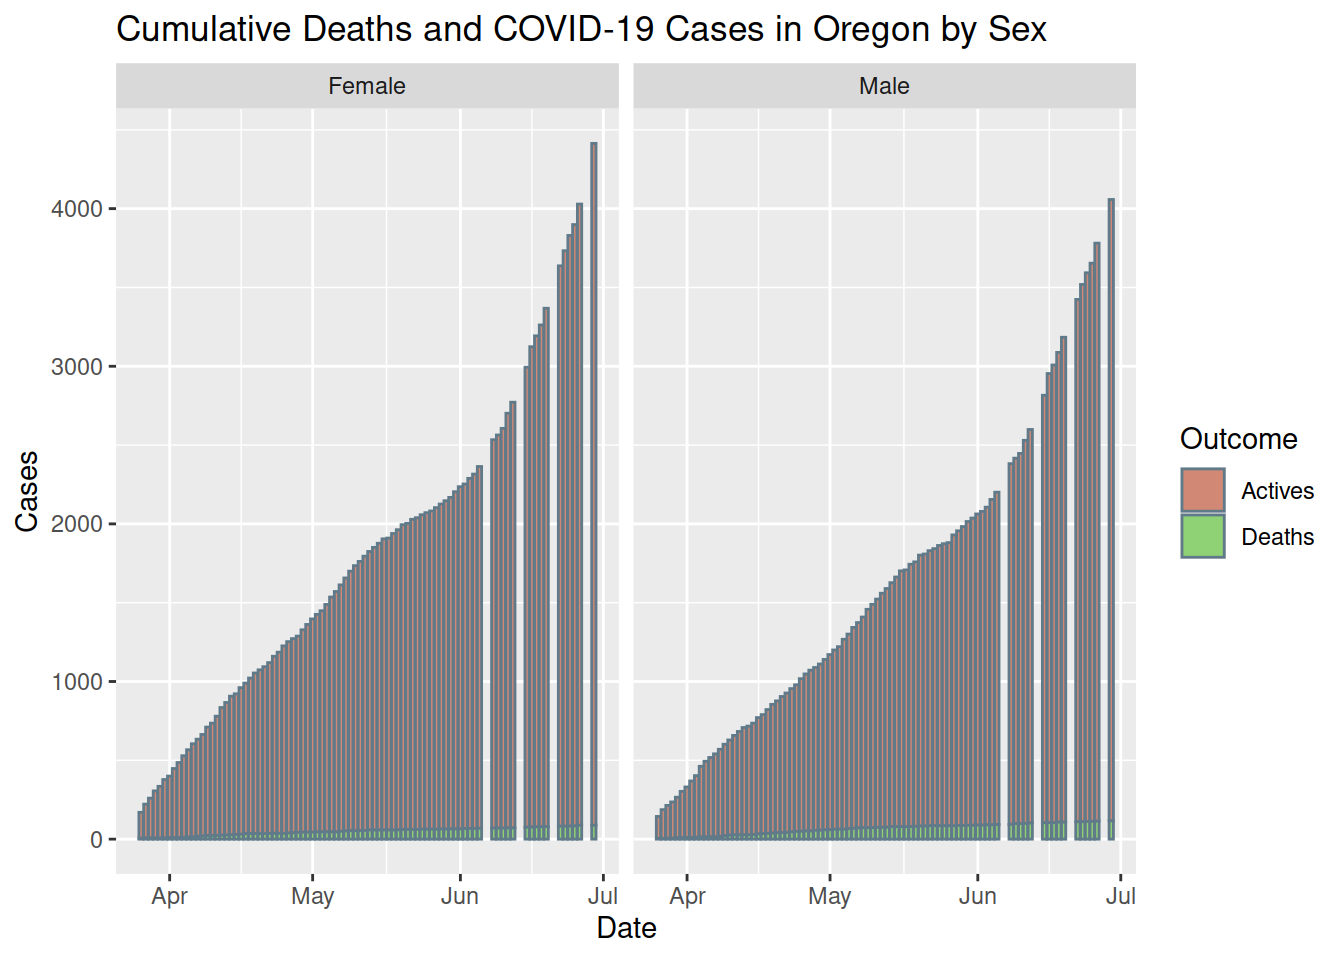 Cumulative Deaths and COVID-19 Cases in Oregon by Sex
Female
Male
Cases
4000
3000
2000
1000
0
Apr
May
Jun
Jul
Apr
May
Jun
Jul
Date
Outcome
Actives
Deaths